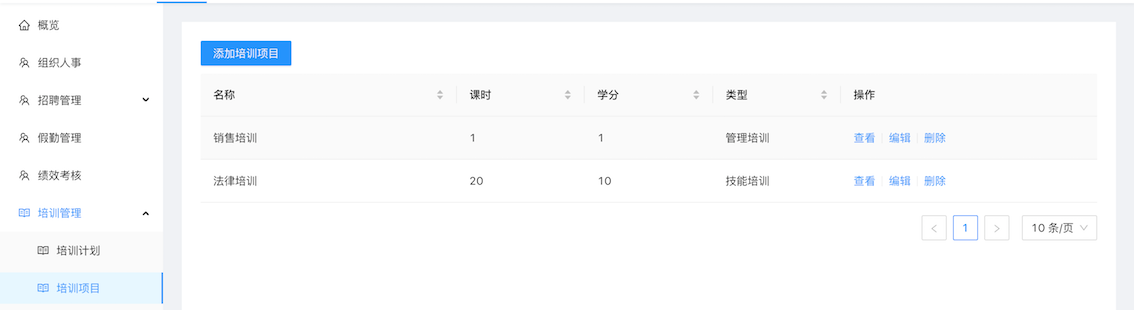 概览
组织人事
招聘管理
假勤管理
绩效考核
培训管理
培训计划
培训项目
添加培训项目
名称 课时 学分 类型 操作
销售培训 1 1 管理培训 查看 编辑 删除
法律培训 20 10 技能培训 查看 编辑 删除
< 1 > 10 条/页